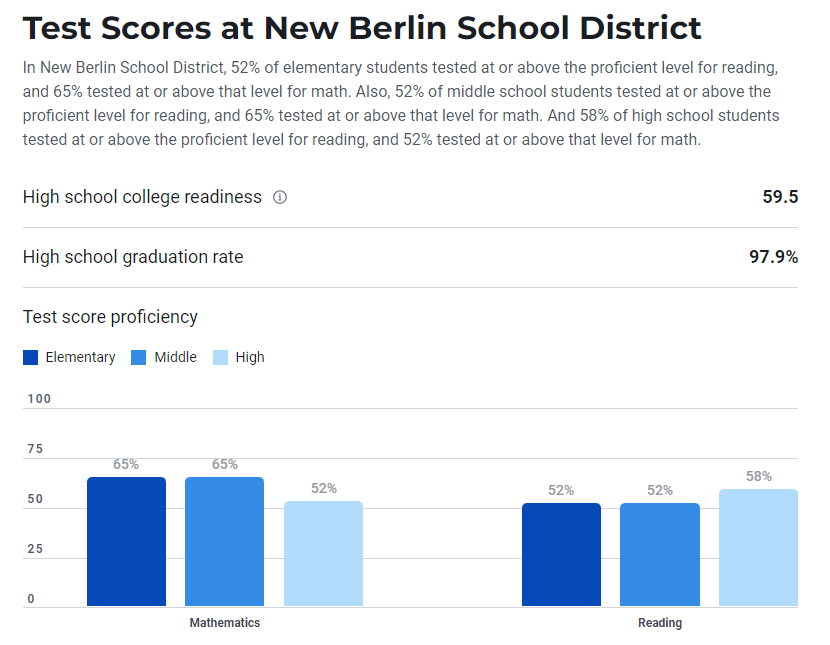 Test Scores at New Berlin School District
In New Berlin School District, 52% of elementary students tested at or above the proficient level for reading,
and 65% tested at or above that level for math. Also, 52% of middle school students tested at or above the
proficient level for reading, and 65% tested at or above that level for math. And 58% of high school students
tested at or above the proficient level for reading, and 52% tested at or above that level for math.
High school college readiness 59.5
High school graduation rate 97.9%
Test score proficiency
Elementary Middle High
100
75
65% 65% 52% 52% 52% 58%
50
25
0
Mathematics Reading